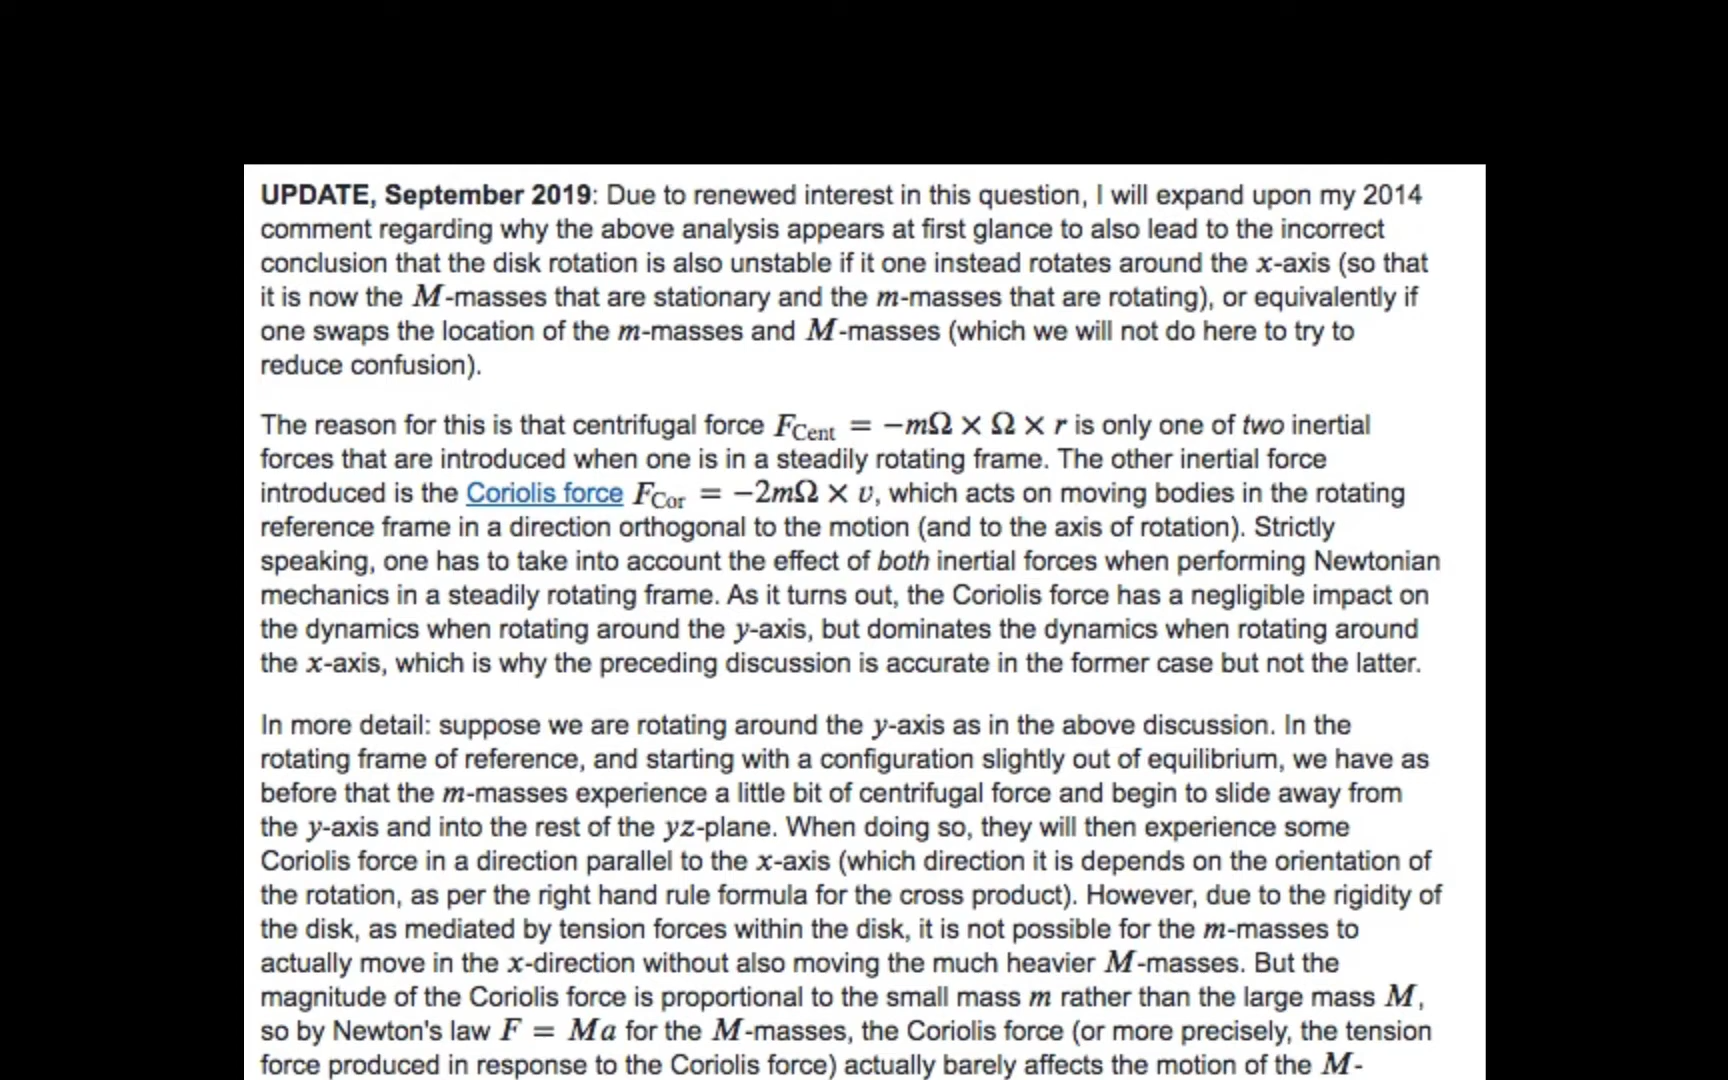 UPDATE, September 2019: Due to renewed interest in this question, I will expand upon my 2014
comment regarding why the above analysis appears at first glance to also lead to the incorrect
conclusion that the disk rotation is also unstable if it one instead rotates around the x-axis (so that
it is now the M-masses that are stationary and the m-masses that are rotating), or equivalently if
one swaps the location of the m-masses and M-masses (which we will not do here to try to
reduce confusion).
The reason for this is that centrifugal force F_Cent = −mΩ × Ω × r is only one of two inertial
forces that are introduced when one is in a steadily rotating frame. The other inertial force
introduced is the Coriolis force F_Cor = −2mΩ × v, which acts on moving bodies in the rotating
reference frame in a direction orthogonal to the motion (and to the axis of rotation). Strictly
speaking, one has to take into account the effect of both inertial forces when performing Newtonian
mechanics in a steadily rotating frame. As it turns out, the Coriolis force has a negligible impact on
the dynamics when rotating around the y-axis, but dominates the dynamics when rotating around
the x-axis, which is why the preceding discussion is accurate in the former case but not the latter.
In more detail: suppose we are rotating around the y-axis as in the above discussion. In the
rotating frame of reference, and starting with a configuration slightly out of equilibrium, we have as
before that the m-masses experience a little bit of centrifugal force and begin to slide away from
the y-axis and into the rest of the yz-plane. When doing so, they will then experience some
Coriolis force in a direction parallel to the x-axis (which direction it is depends on the orientation of
the rotation, as per the right hand rule formula for the cross product). However, due to the rigidity of
the disk, as mediated by tension forces within the disk, it is not possible for the m-masses to
actually move in the x-direction without also moving the much heavier M-masses. But the
magnitude of the Coriolis force is proportional to the small mass m rather than the large mass M,
so by Newton's law F = Ma for the M-masses, the Coriolis force (or more precisely, the tension
force produced in response to the Coriolis force) actually barely affects the motion of the M-